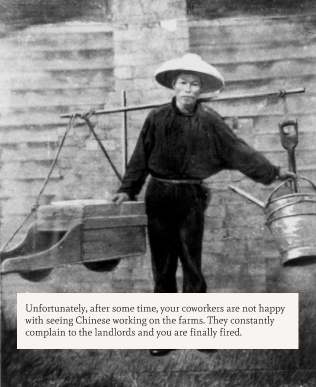 Unfortunately, after some time, your coworkers are not happy
with seeing Chinese working on the farms. They constantly
complain to the landlords and you are finally fired.